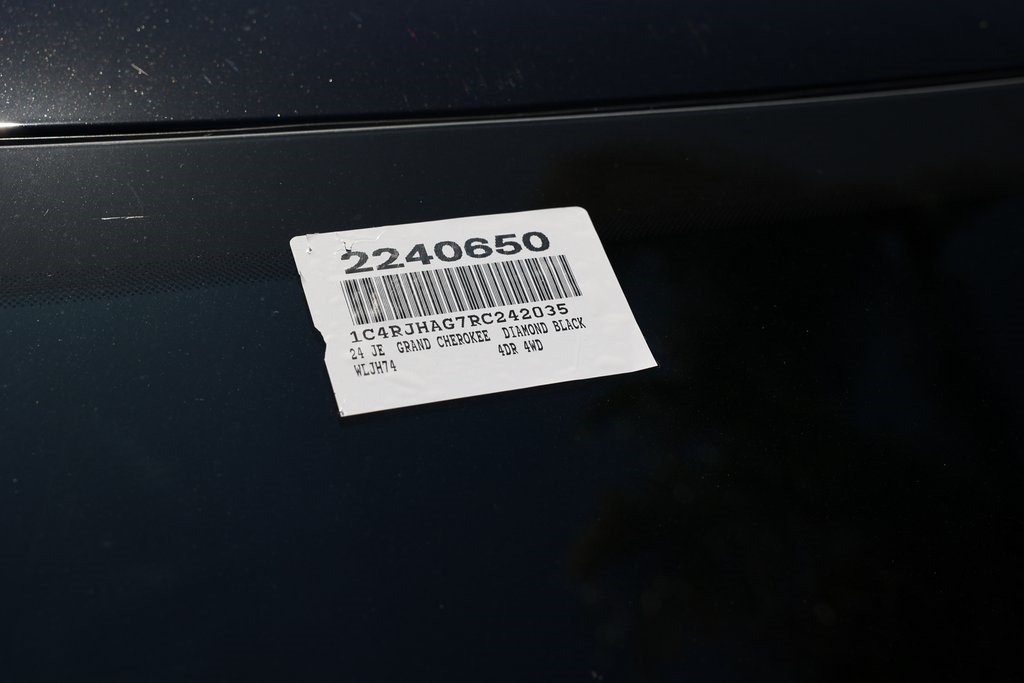 2240650
1C4RJHAG7RC242035
24 JE GRAND CHEROKEE DIAMOND BLACK
WLJH74 4DR 4WD